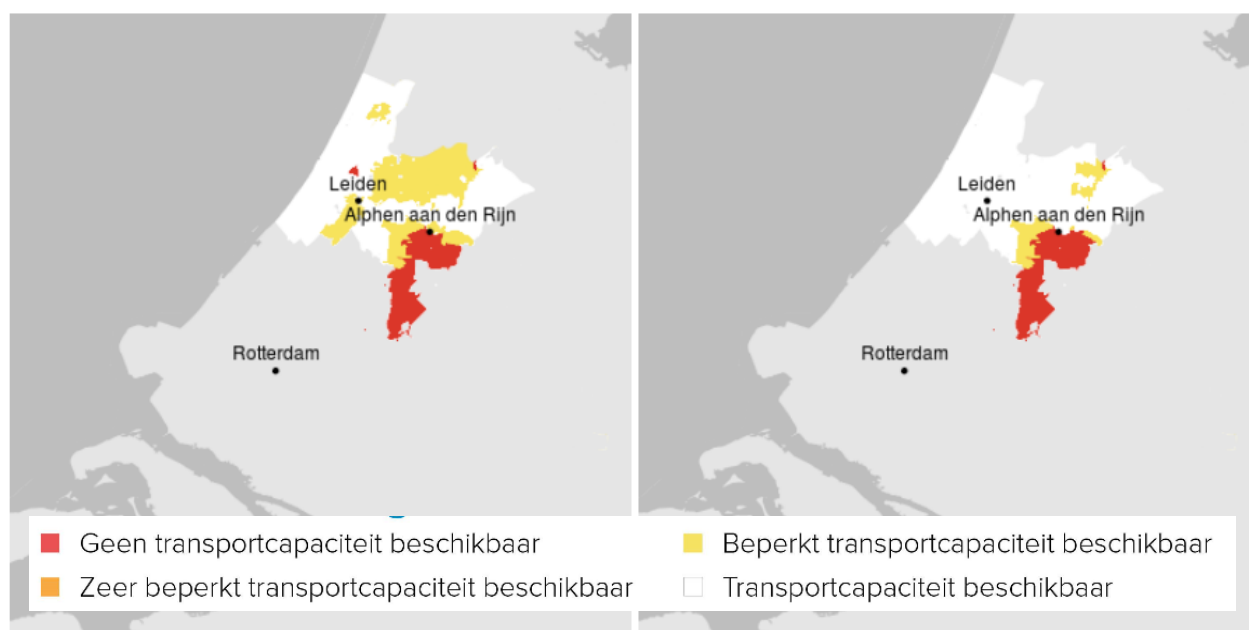 Leiden
Alphen aan den Rijn
Rotterdam
Leiden
Alphen aan den Rijn
Rotterdam
Geen transportcapaciteit beschikbaar
Zeer beperkt transportcapaciteit beschikbaar
Beperkt transportcapaciteit beschikbaar
Transportcapaciteit beschikbaar